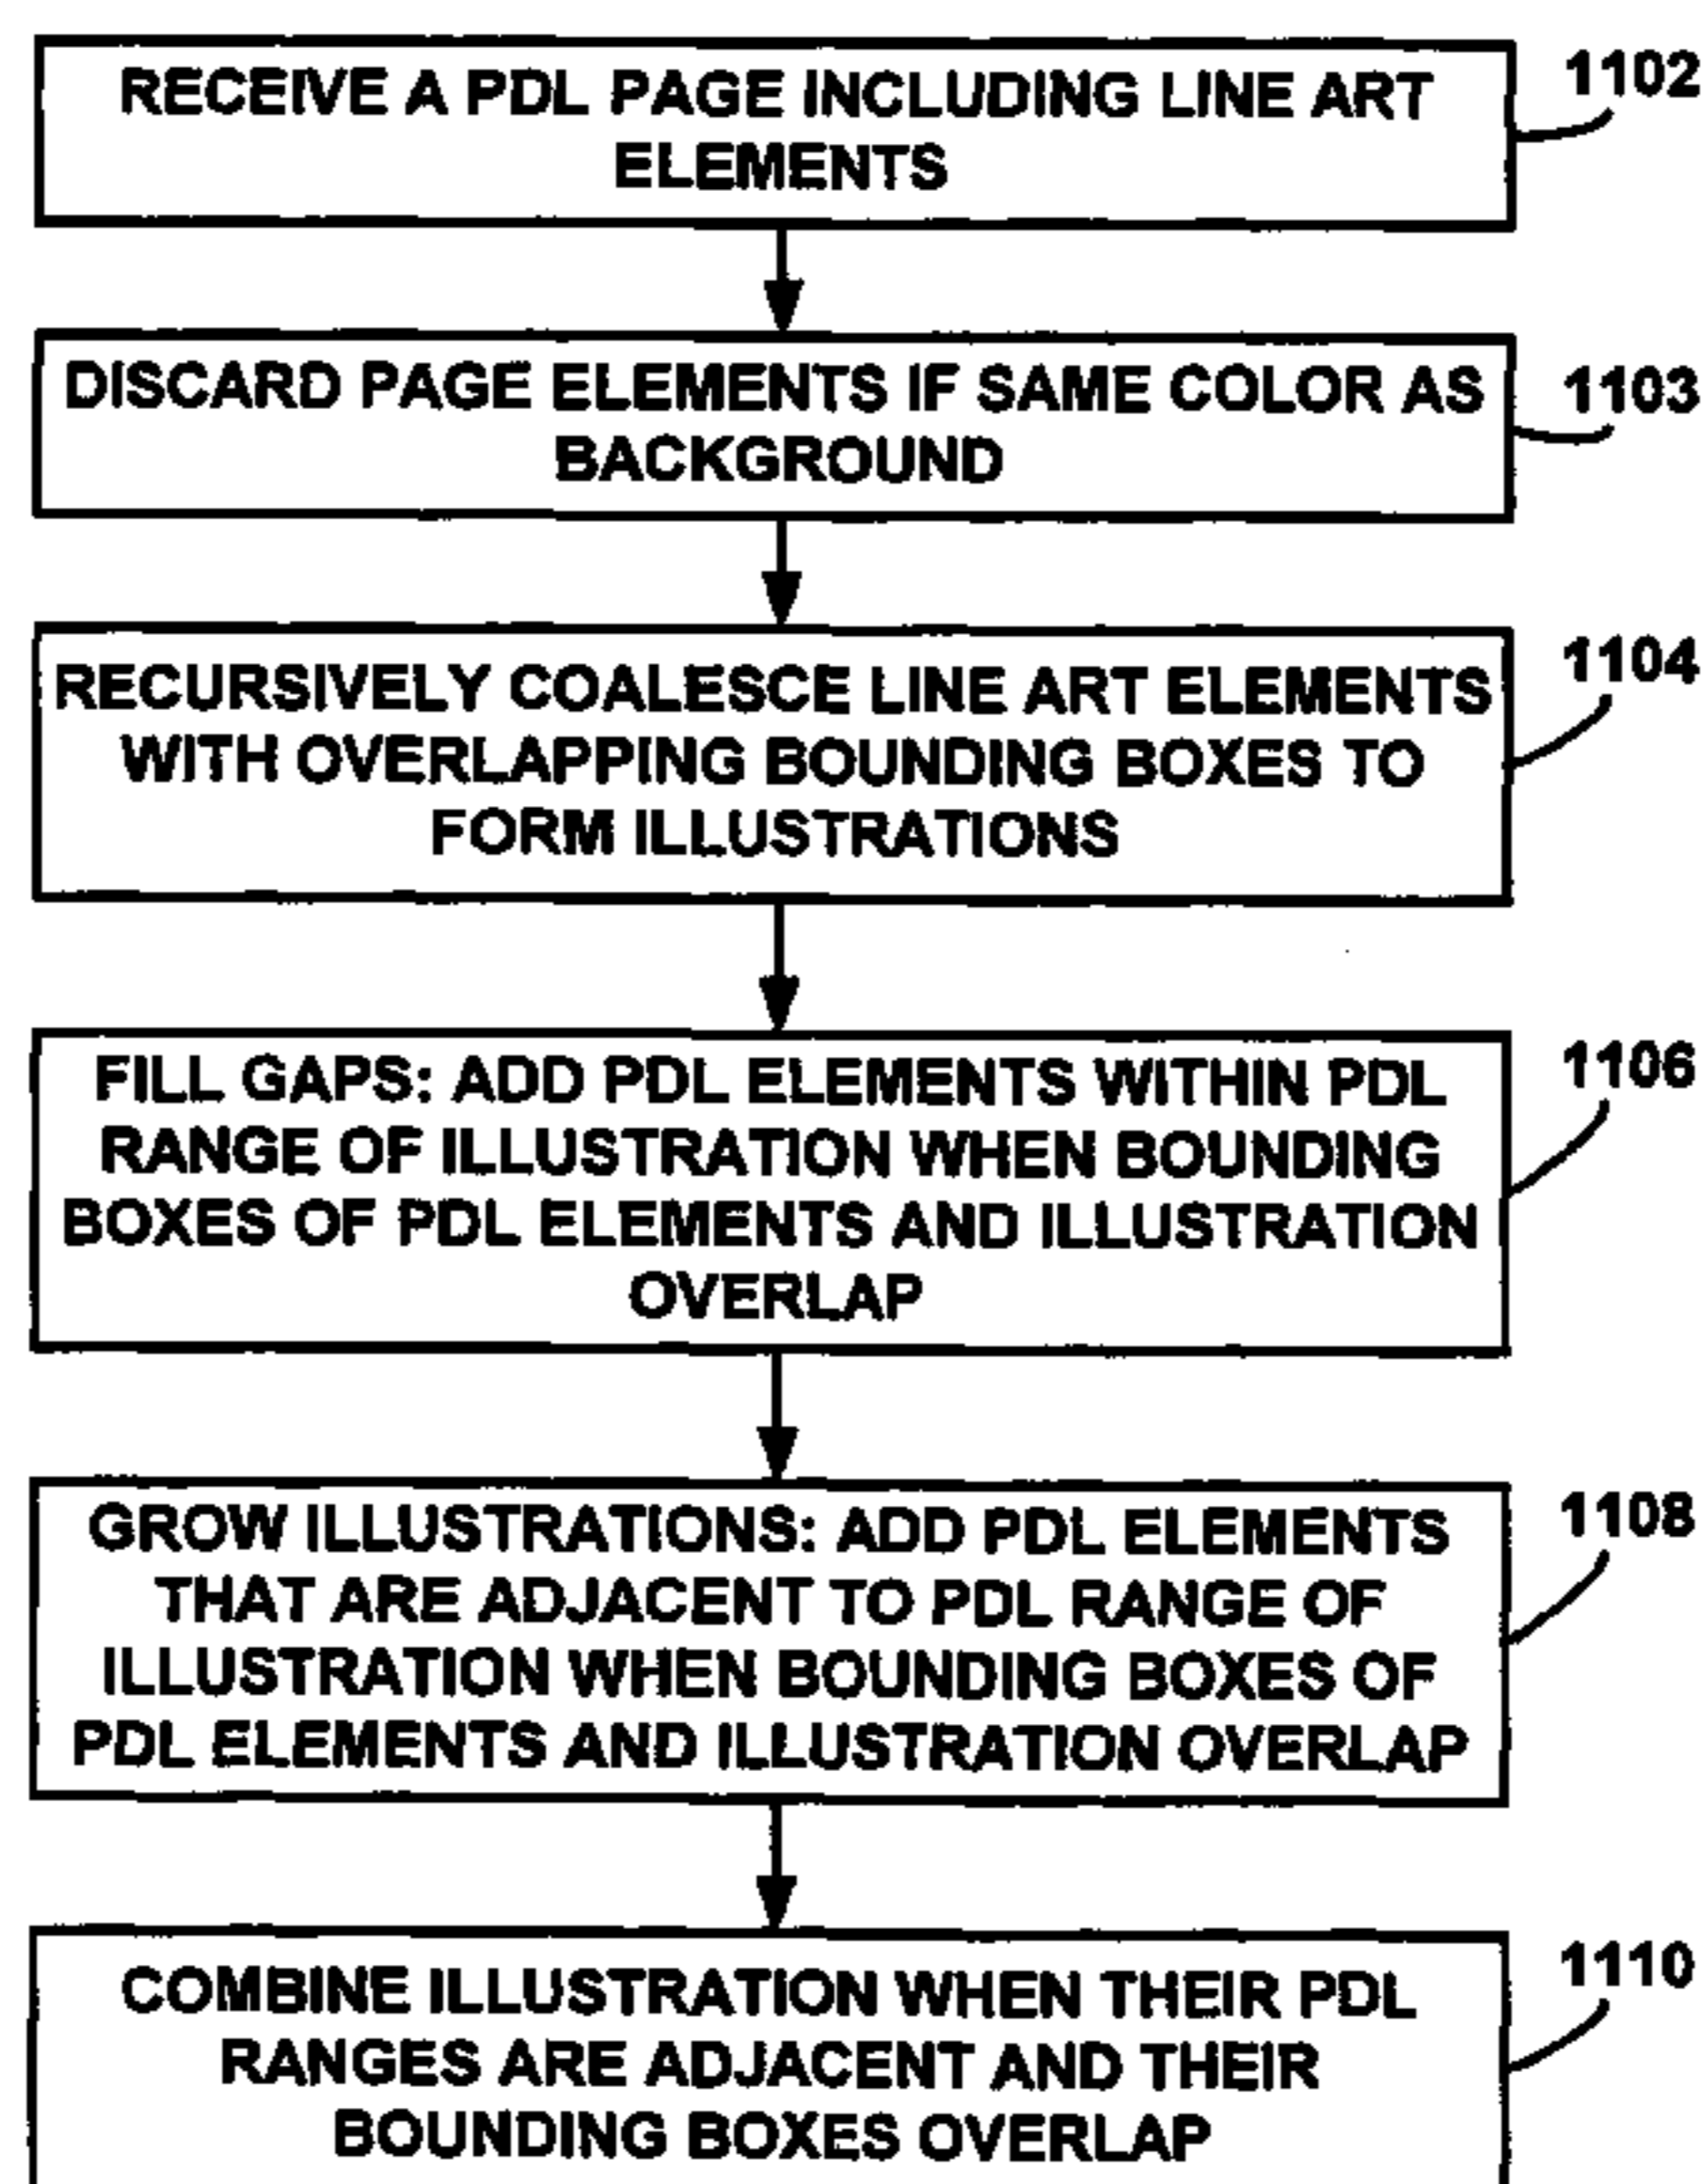 RECEIVE A PDL PAGE INCLUDING LINE ART
ELEMENTS
1102
DISCARD PAGE ELEMENTS IF SAME COLOR AS
BACKGROUND
1103
RECURSIVELY COALESCE LINE ART ELEMENTS
WITH OVERLAPPING BOUNDING BOXES TO
FORM ILLUSTRATIONS
1104
FILL GAPS: ADD PDL ELEMENTS WITHIN PDL
RANGE OF ILLUSTRATION WHEN BOUNDING
BOXES OF PDL ELEMENTS AND ILLUSTRATION
OVERLAP
1106
GROW ILLUSTRATIONS: ADD PDL ELEMENTS
THAT ARE ADJACENT TO PDL RANGE OF
ILLUSTRATION WHEN BOUNDING BOXES OF
PDL ELEMENTS AND ILLUSTRATION OVERLAP
1108
COMBINE ILLUSTRATION WHEN THEIR PDL
RANGES ARE ADJACENT AND THEIR
BOUNDING BOXES OVERLAP
1110